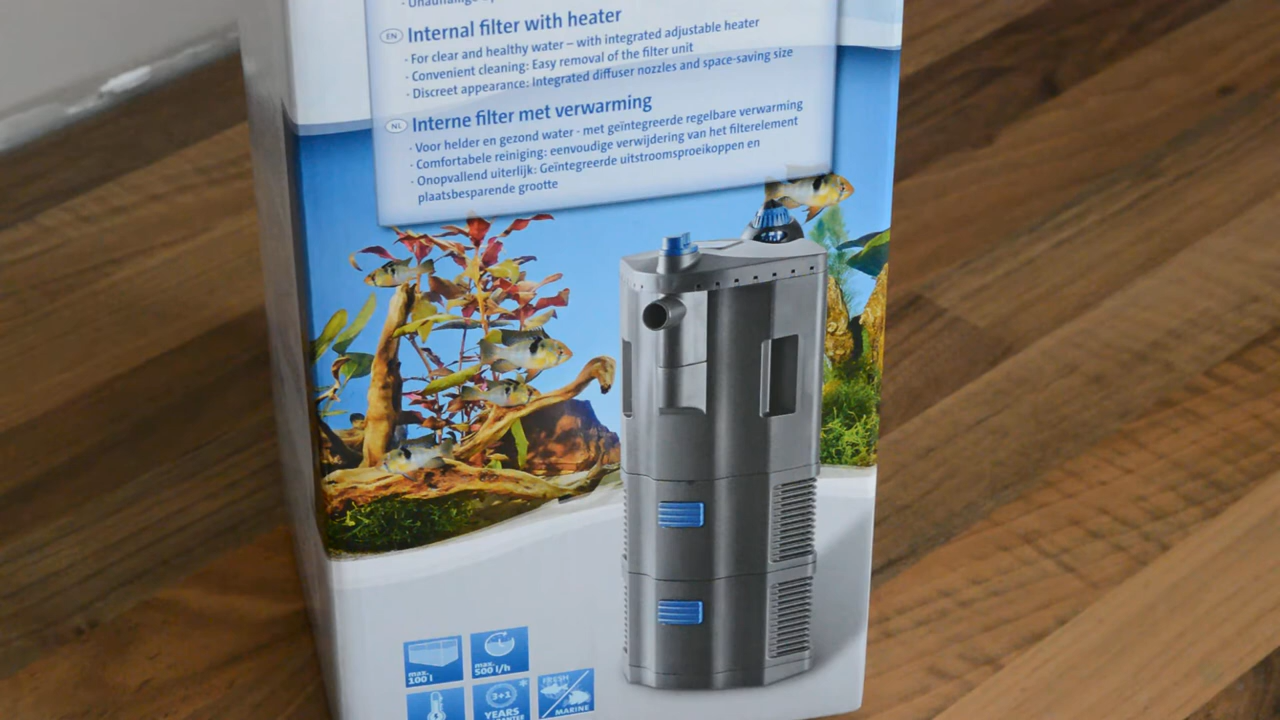 EN Internal filter with heater
· For clear and healthy water – with integrated adjustable heater
· Convenient cleaning: Easy removal of the filter unit
· Discreet appearance: Integrated diffuser nozzles and space-saving size
NL Interne filter met verwarming
· Voor helder en gezond water - met geïntegreerde regelbare verwarming
· Comfortabele reiniging: eenvoudige verwijdering van het filterelement
· Onopvallend uiterlijk: Geïntegreerde uitstroomsproeikoppen en
plaatsbesparende grootte
max.
100 l
max.
500 l/h
3+1 *
YEARS
FRESH
MARINE